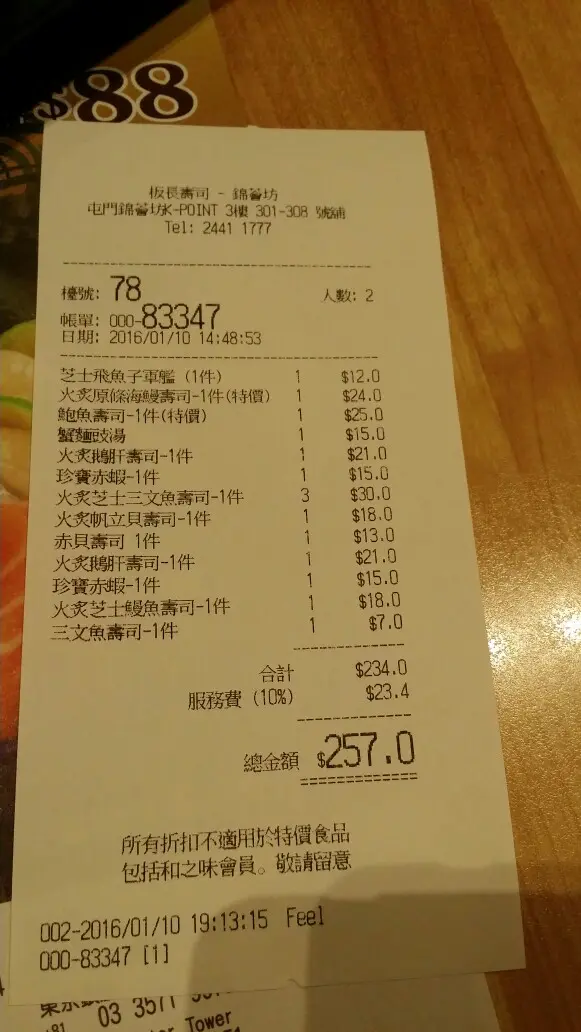 $88
板長壽司 - 錦薈坊
屯門錦薈坊K-POINT 3樓 301-308 號舖
Tel: 2441 1777
檯號: 78 人數: 2
帳單: 000-83347
日期: 2016/01/10 14:48:53
芝士飛魚子軍艦 (1件) 1 $12.0
火炙原條海鰻壽司-1件(特價) 1 $24.0
鮑魚壽司-1件(特價) 1 $25.0
蟹麵豉湯 1 $15.0
火炙鵝肝壽司-1件 1 $21.0
珍寶赤蝦-1件 1 $15.0
火炙芝士三文魚壽司-1件 3 $30.0
火炙帆立貝壽司-1件 1 $18.0
赤貝壽司 1件 1 $13.0
火炙鵝肝壽司-1件 1 $21.0
珍寶赤蝦-1件 1 $15.0
火炙芝士鰻魚壽司-1件 1 $18.0
三文魚壽司-1件 1 $7.0
合計 $234.0
服務費 (10%) $23.4
總金額 $257.0
所有折扣不適用於特價食品
包括和之味會員。敬請留意
002-2016/01/10 19:13:15 Feel
000-83347 [1]
03 3571
Tower